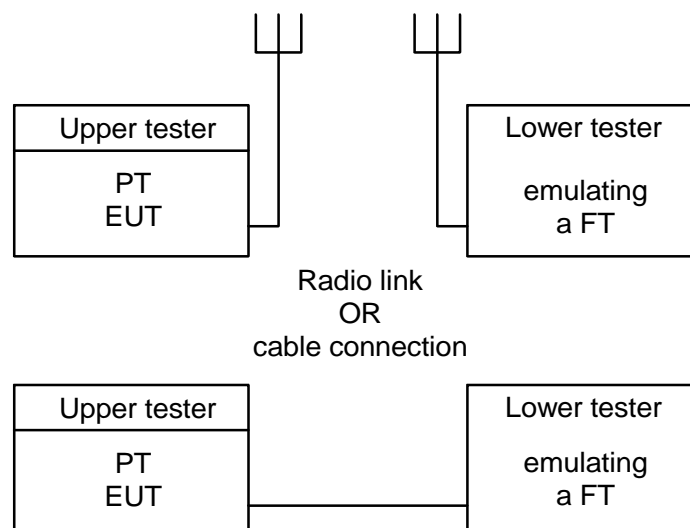 Upper tester
PT
EUT
Lower tester
emulating
a FT
Radio link
OR
cable connection
Upper tester
PT
EUT
Lower tester
emulating
a FT